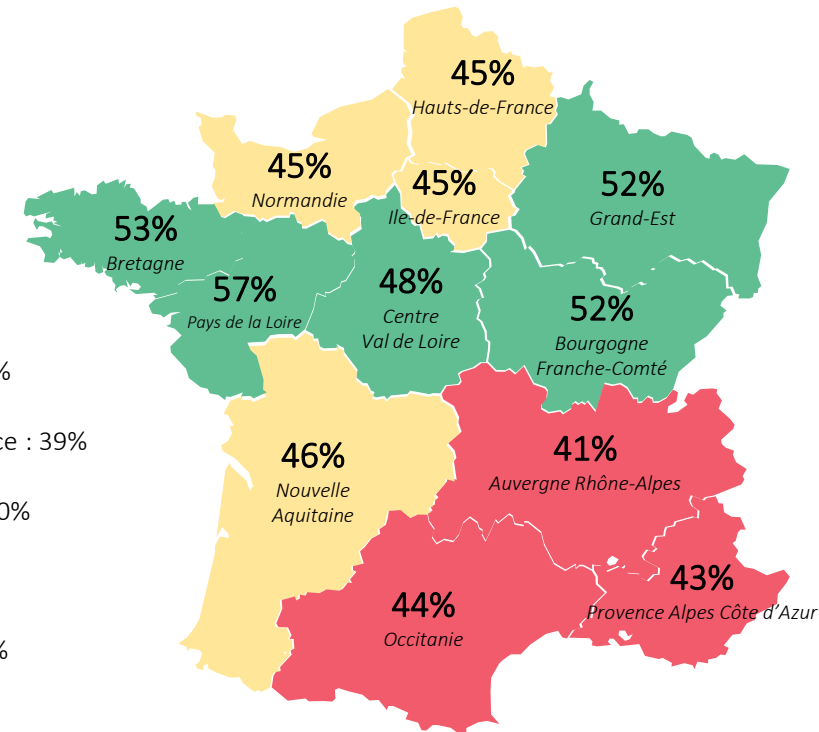 45%
Hauts-de-France
45%
Normandie
45%
Ile-de-France
52%
Grand-Est
53%
Bretagne
57%
Pays de la Loire
48%
Centre
Val de Loire
52%
Bourgogne
Franche-Comté
%
: 39%
0%
%
46%
Nouvelle
Aquitaine
41%
Auvergne Rhône-Alpes
44%
Occitanie
43%
Provence Alpes Côte d’Azur